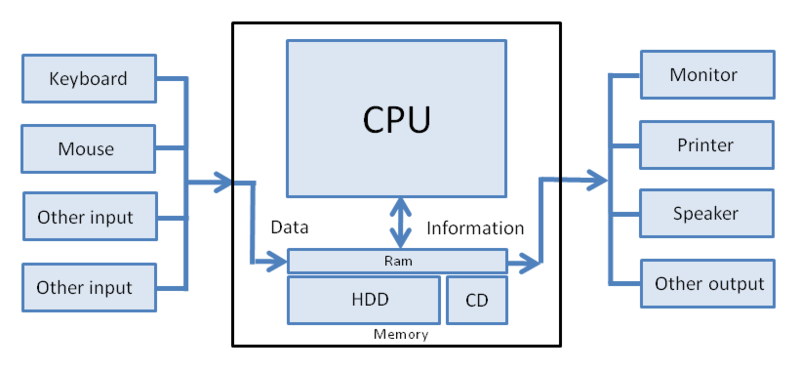 Keyboard
Mouse
Other input
Other input
CPU
Data
Information
Ram
HDD
CD
Memory
Monitor
Printer
Speaker
Other output